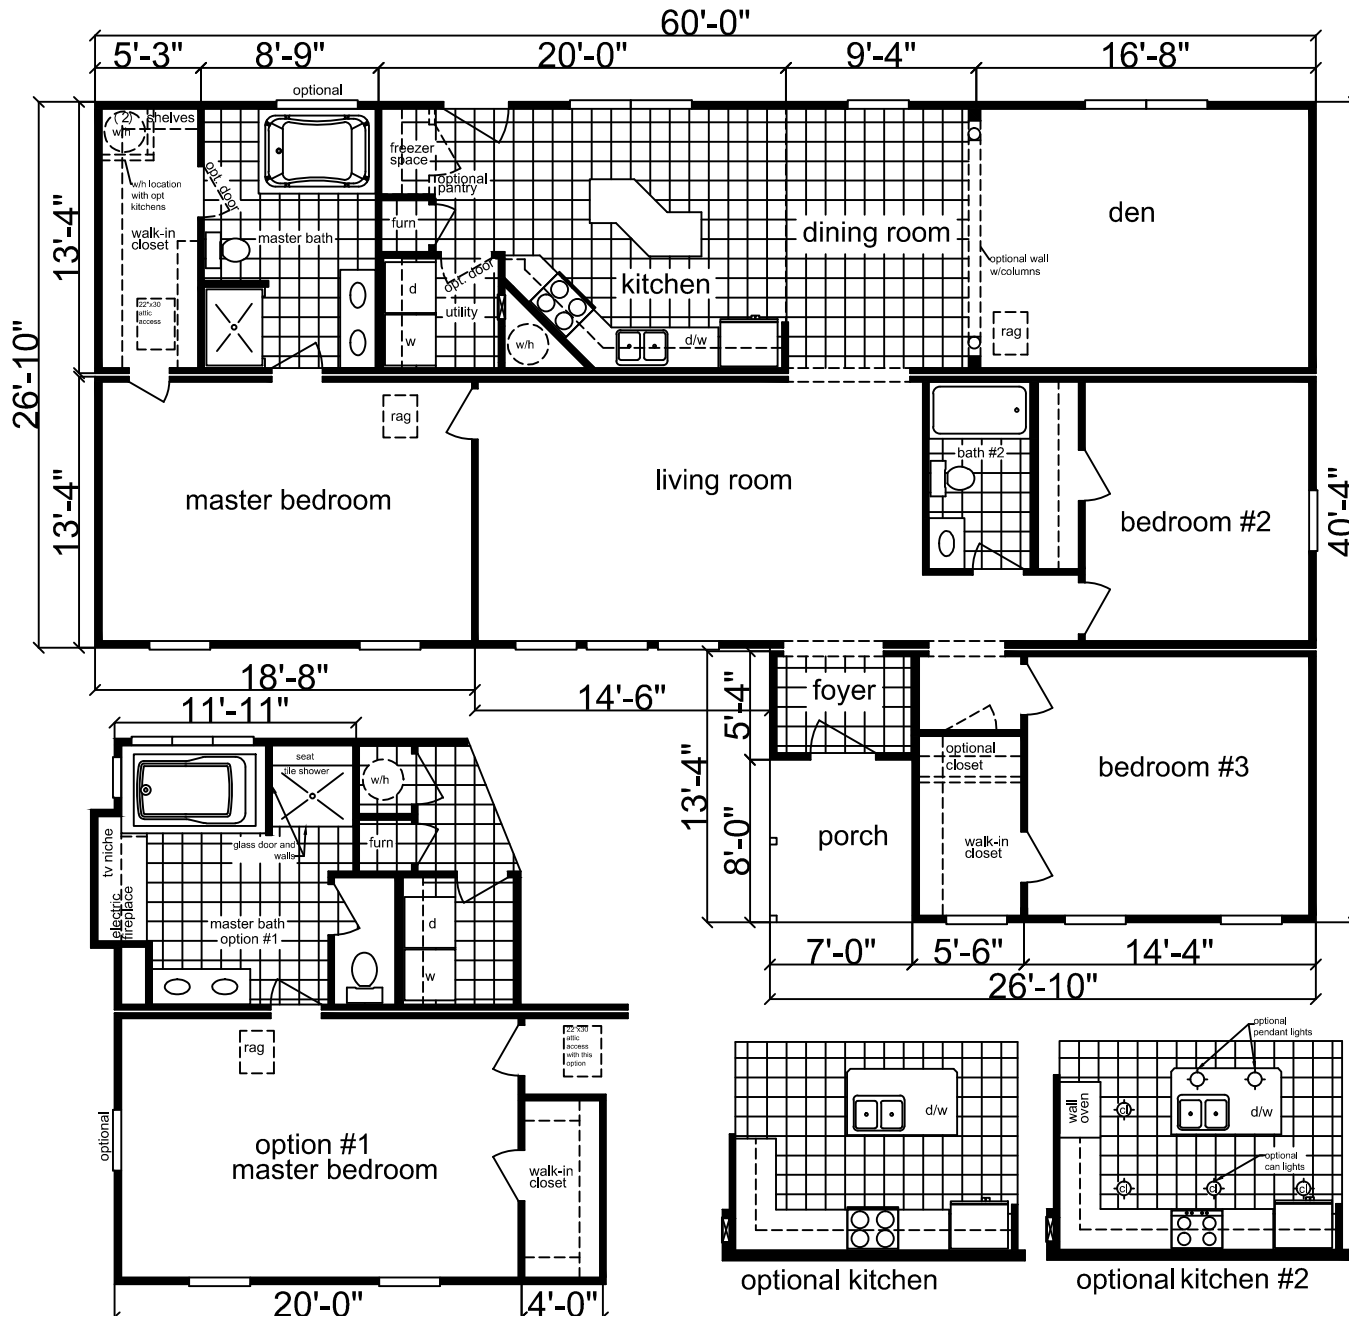 60'-0"
5'-3"
8'-9"
20'-0"
9'-4"
16'-8"
optional
(2) shelves
w/h
w/h location
with opt
kitchens
walk-in
closet
22"x30
attic
access
opt. door
master bath
freezer
space
optional
pantry
furn
opt. door
d
utility
w
w/h
kitchen
d/w
dining room
optional wall
w/columns
rag
den
13'-4"
26'-10"
13'-4"
40'-4"
rag
master bedroom
living room
bath #2
bedroom #2
18'-8"
14'-6"
5'-4"
13'-4"
8'-0"
foyer
porch
optional
closet
walk-in
closet
bedroom #3
7'-0"
5'-6"
14'-4"
26'-10"
11'-11"
seat
tile shower
w/h
furn
glass door and
walls
tv niche
electric
fireplace
master bath
option #1
d
w
rag
22"x30
attic
access
with this
option
optional
option #1
master bedroom
walk-in
closet
20'-0"
4'-0"
d/w
optional kitchen
optional
pendant lights
wall
oven
cl
d/w
optional
can lights
cl
cl
cl
optional kitchen #2